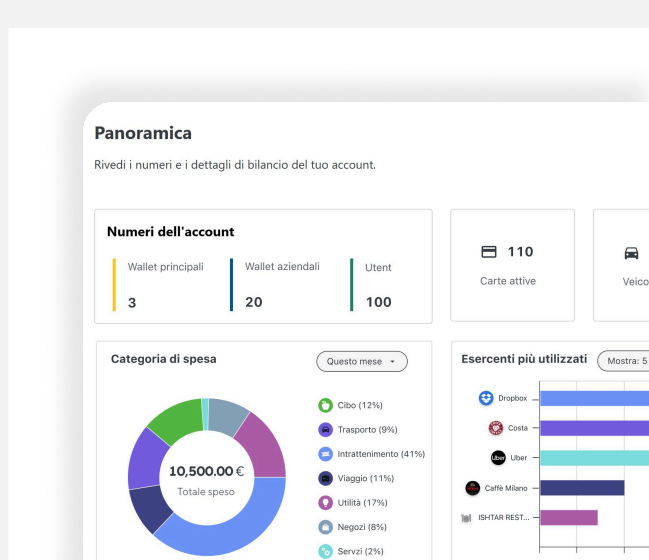 Panoramica
Rivedi i numeri e i dettagli di bilancio del tuo account.
Numeri dell'account
Wallet principali
3
Wallet aziendali
20
Utent
100
110
Carte attive
Veico
Categoria di spesa
Questo mese
10,500.00 €
Totale speso
Cibo (12%)
Trasporto (9%)
Intrattenimento (41%)
Viaggio (11%)
Utilità (17%)
Negozi (8%)
Servzi (2%)
Esercenti più utilizzati
Mostra: 5
Dropbox
Costa
Uber
Uber
Caffè Milano
ISHTAR REST...